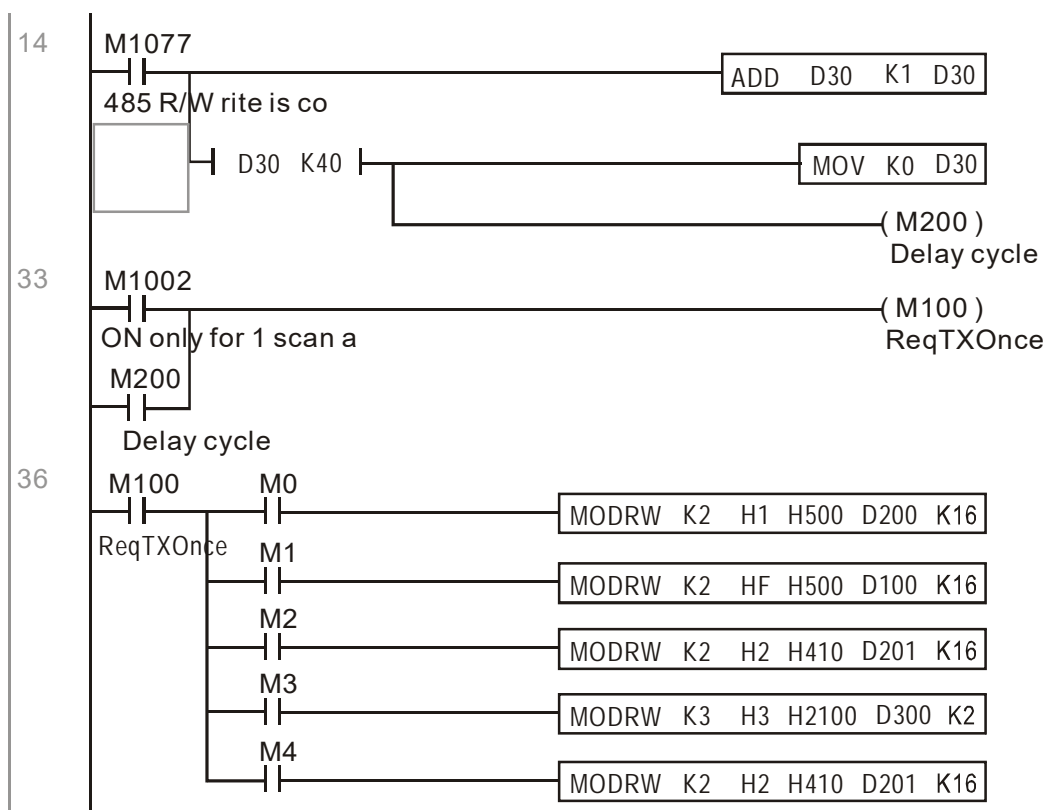 14
M1077
ADD D30 K1 D30
485 R/W rite is co
D30 K40
MOV K0 D30
( M200 )
Delay cycle
33
M1002
( M100 )
ON only for 1 scan a
ReqTXOnce
M200
Delay cycle
36
M100 M0
MODRW K2 H1 H500 D200 K16
ReqTXOnce
M1
MODRW K2 HF H500 D100 K16
M2
MODRW K2 H2 H410 D201 K16
M3
MODRW K3 H3 H2100 D300 K2
M4
MODRW K2 H2 H410 D201 K16